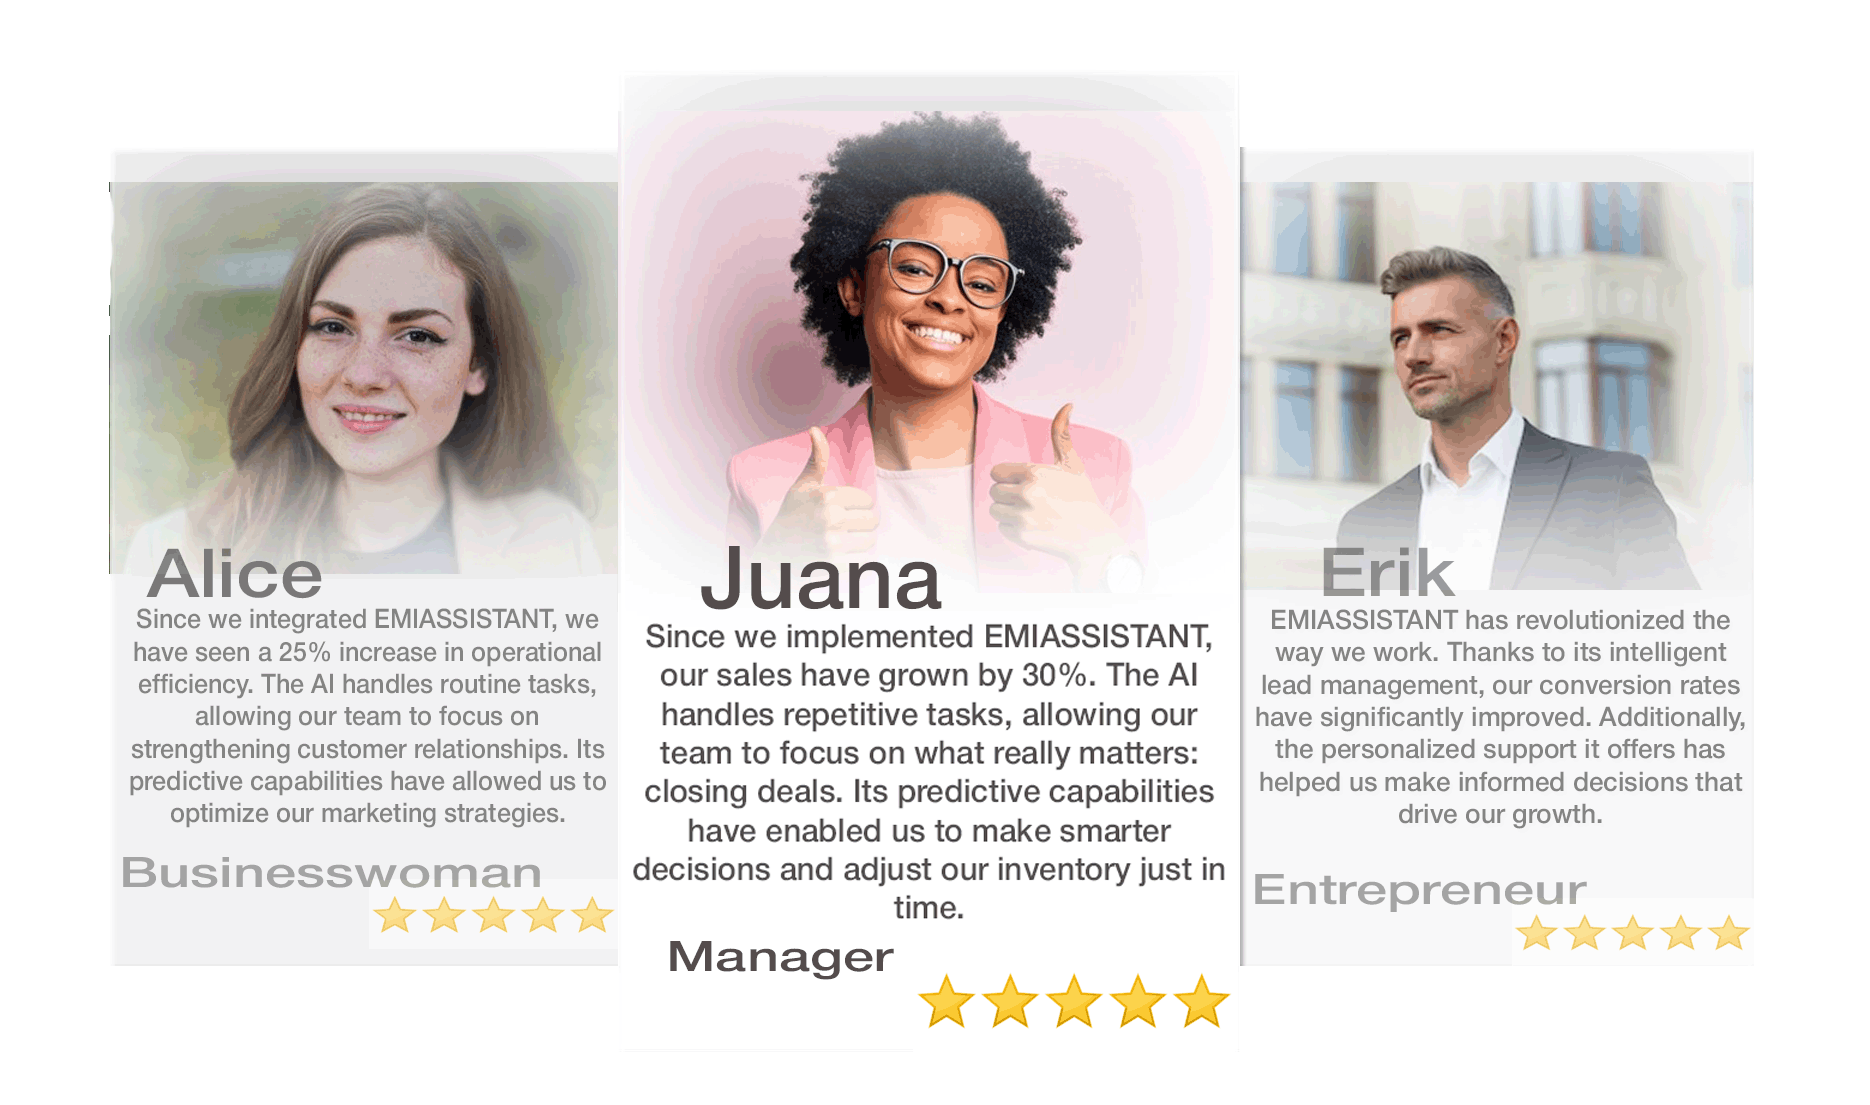 Alice
Since we integrated EMIASSISTANT, we
have seen a 25% increase in operational
efficiency. The AI handles routine tasks,
allowing our team to focus on
strengthening customer relationships. Its
predictive capabilities have allowed us to
optimize our marketing strategies.
Businesswoman
Juana
Since we implemented EMIASSISTANT,
our sales have grown by 30%. The AI
handles repetitive tasks, allowing our
team to focus on what really matters:
closing deals. Its predictive capabilities
have enabled us to make smarter
decisions and adjust our inventory just in
time.
Manager
Erik
EMIASSISTANT has revolutionized the
way we work. Thanks to its intelligent
lead management, our conversion rates
have significantly improved. Additionally,
the personalized support it offers has
helped us make informed decisions that
drive our growth.
Entrepreneur